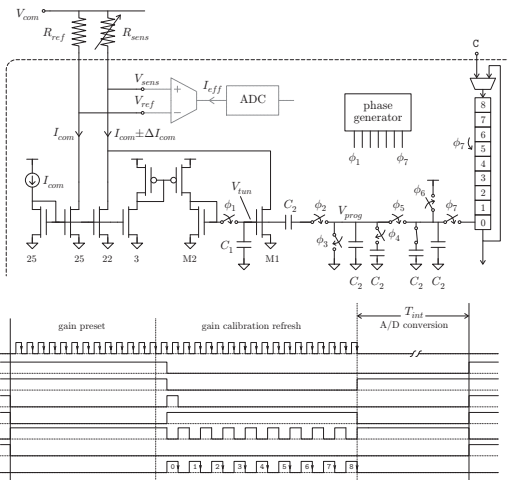 V_com
R_ref R_sens
C
V_sens
V_ref
+
−
I_eff
ADC
phase
generator
ϕ_1 ϕ_7
8
7
6
5
4
3
2
1
0
ϕ_7
I_com I_com±ΔI_com
I_com
V_tun
ϕ_1
C_1
C_2
ϕ_2
V_prog
ϕ_3
ϕ_4
ϕ_5
ϕ_6
ϕ_7
C_2 C_2 C_2 C_2
25 25 22 3 M2 M1
gain preset
gain calibration refresh
T_int
A/D conversion
0 1 2 3 4 5 6 7 8